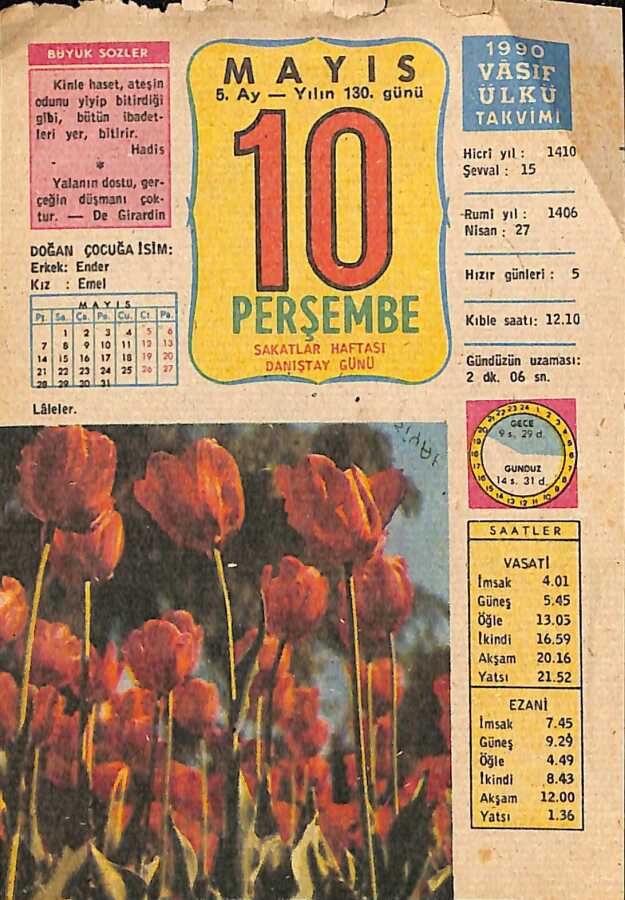 BÜYÜK SÖZLER
Kinle haset, ateşin
odunu yiyip bitirdiği
gibi, bütün ibadet-
leri yer, bitirir.
Hadis
*
Yalanın dostu, ger-
çeğin düşmanı çok-
tur. — De Girardin
DOĞAN ÇOCUĞA İSİM:
Erkek: Ender
Kız : Emel
MAYIS
Pt. Sa. Ça. Pe. Cu. Ct. Pa.
1 2 3 4 5 6
7 8 9 10 11 12 13
14 15 16 17 18 19 20
21 22 23 24 25 26 27
28 29 30 31
Lâleler.
MAYIS
5. Ay — Yılın 130. günü
10
PERŞEMBE
SAKATLAR HAFTASI
DANIŞTAY GÜNÜ
1990
VÂSIF
ÜLKÜ
TAKVİMİ
Hicrî yıl : 1410
Şevval : 15
Rumî yıl : 1406
Nisan : 27
Hızır günleri : 5
Kıble saati: 12.10
Gündüzün uzaması:
2 dk. 06 sn.
GECE
9 s. 29 d.
GÜNDÜZ
14 s. 31 d.
SAATLER
VASATİ
İmsak 4.01
Güneş 5.45
Öğle 13.05
İkindi 16.59
Akşam 20.16
Yatsı 21.52
EZANİ
İmsak 7.45
Güneş 9.29
Öğle 4.49
İkindi 8.43
Akşam 12.00
Yatsı 1.36